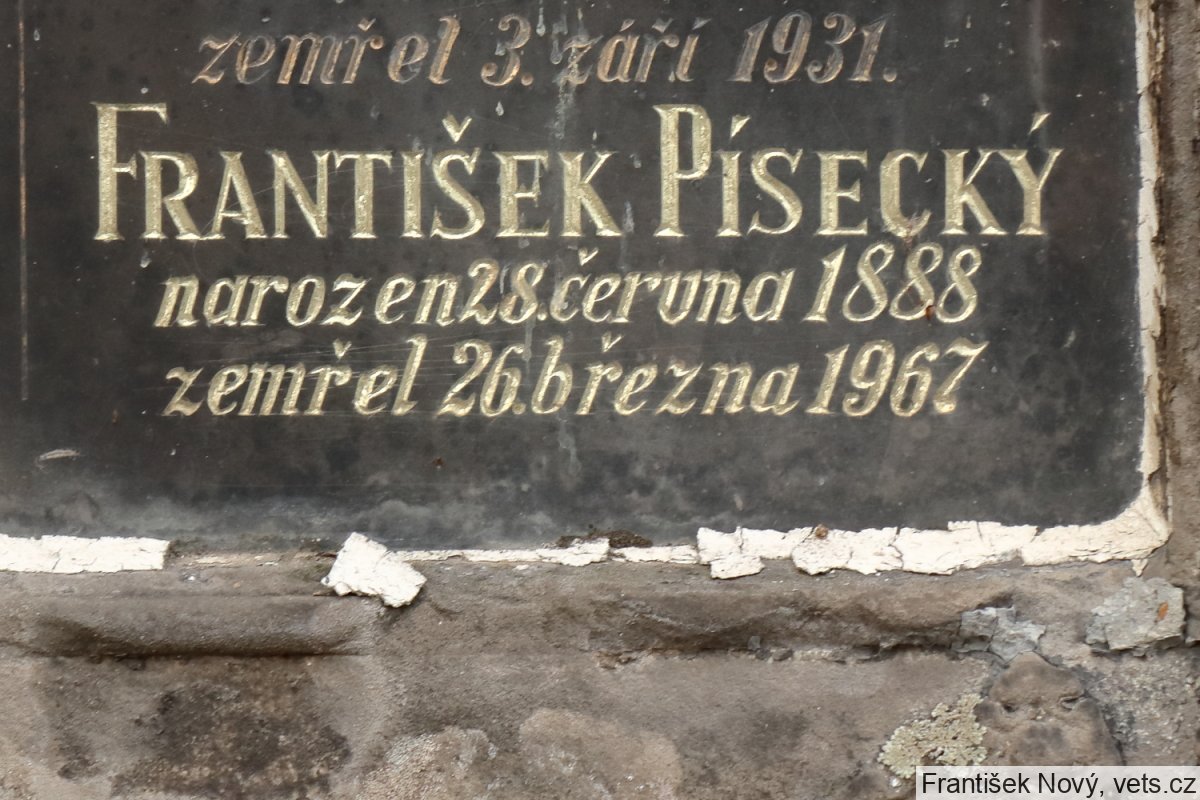 zemřel 3. září 1931.
FRANTIŠEK PÍSECKÝ
narozen 28. června 1888
zemřel 26. března 1967
František Nový, vets.cz